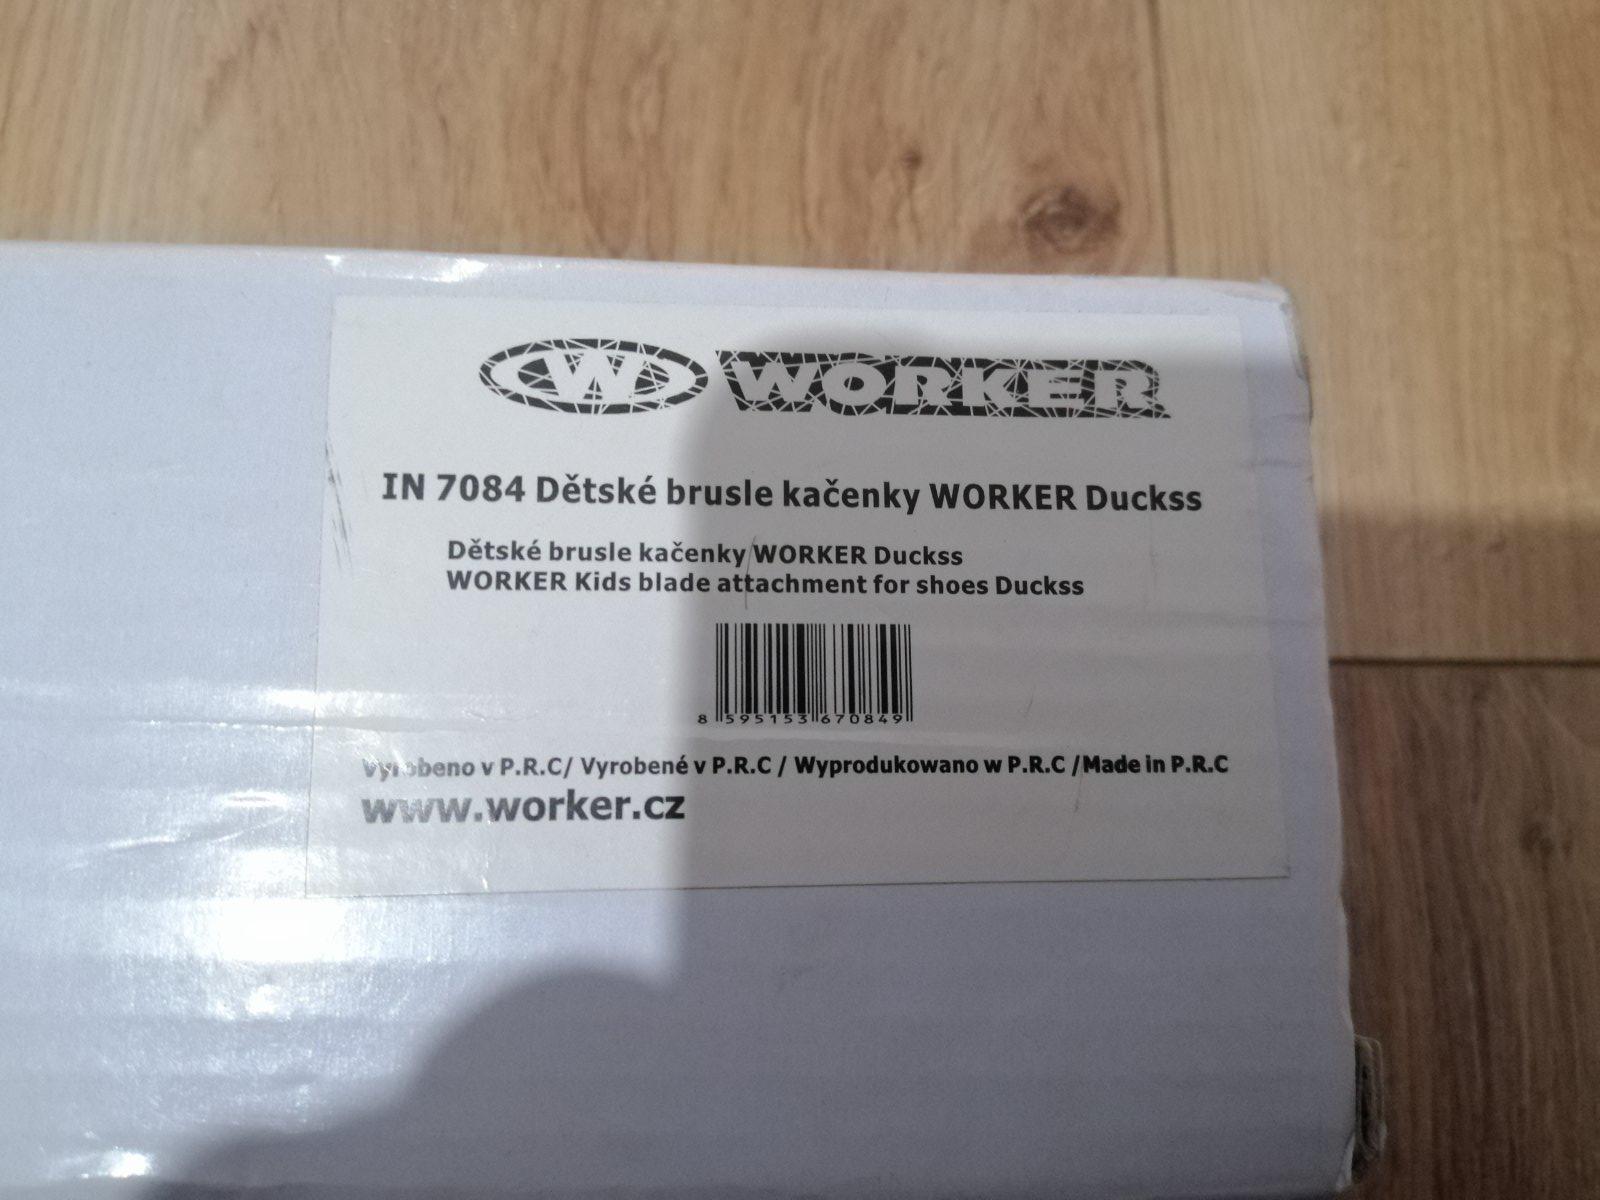 W WORKER
IN 7084 Dětské brusle kačenky WORKER Duckss
Dětské brusle kačenky WORKER Duckss
WORKER Kids blade attachment for shoes Duckss
8 595153 670849
Vyrobeno v P.R.C/ Vyrobené v P.R.C / Wyprodukowano w P.R.C /Made in P.R.C
www.worker.cz